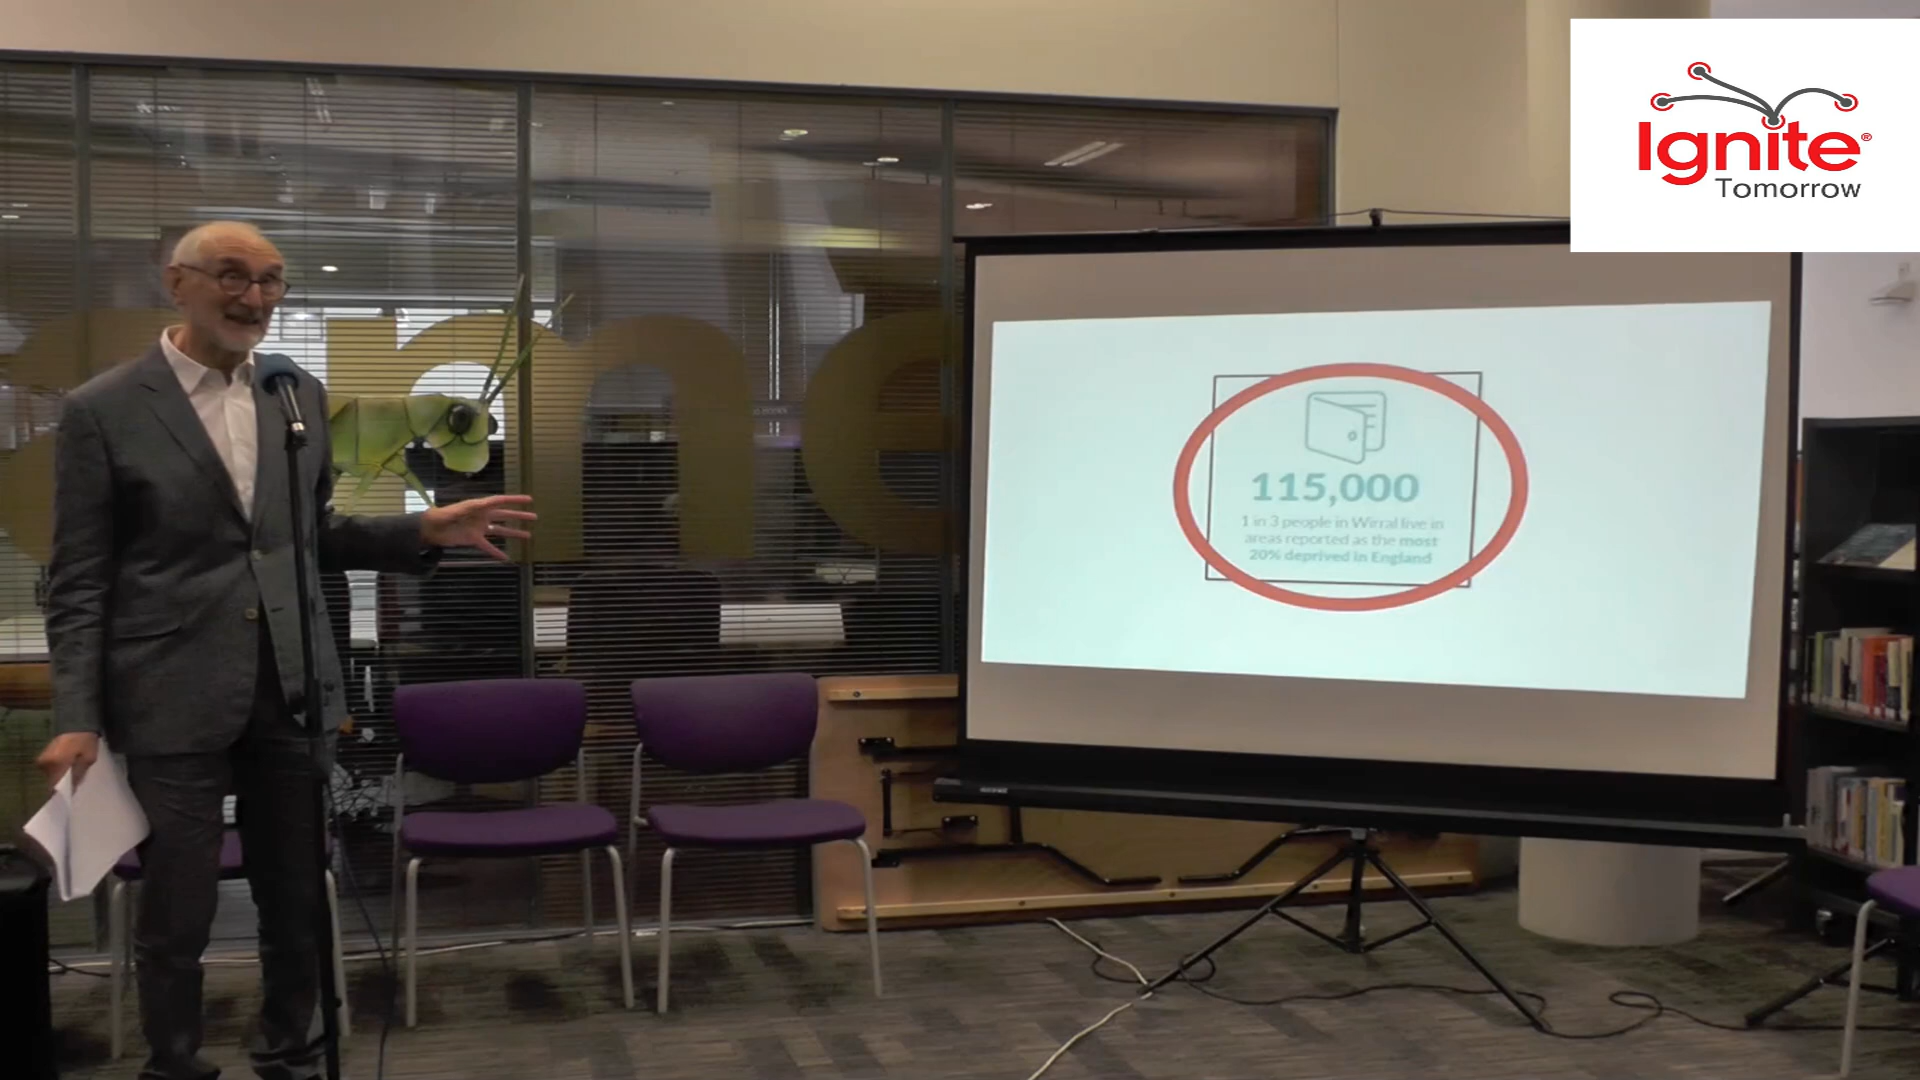 Ignite®
Tomorrow
115,000
1 in 3 people in Wirral live in
areas reported as the most
20% deprived in England